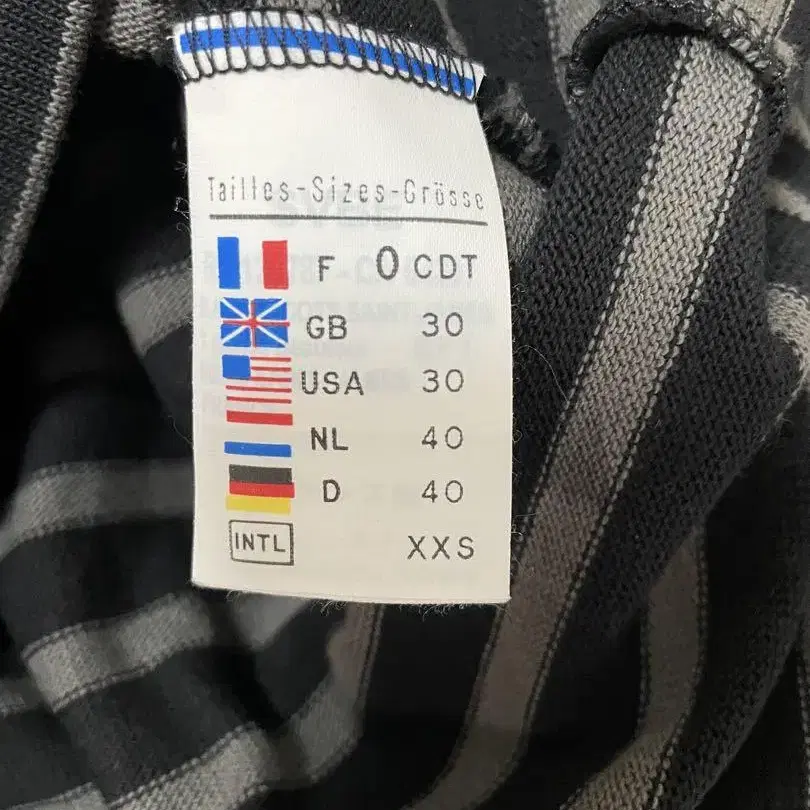 Tailles-Sizes-Grösse
F 0 CDT
GB 30
USA 30
NL 40
D 40
INTL XXS